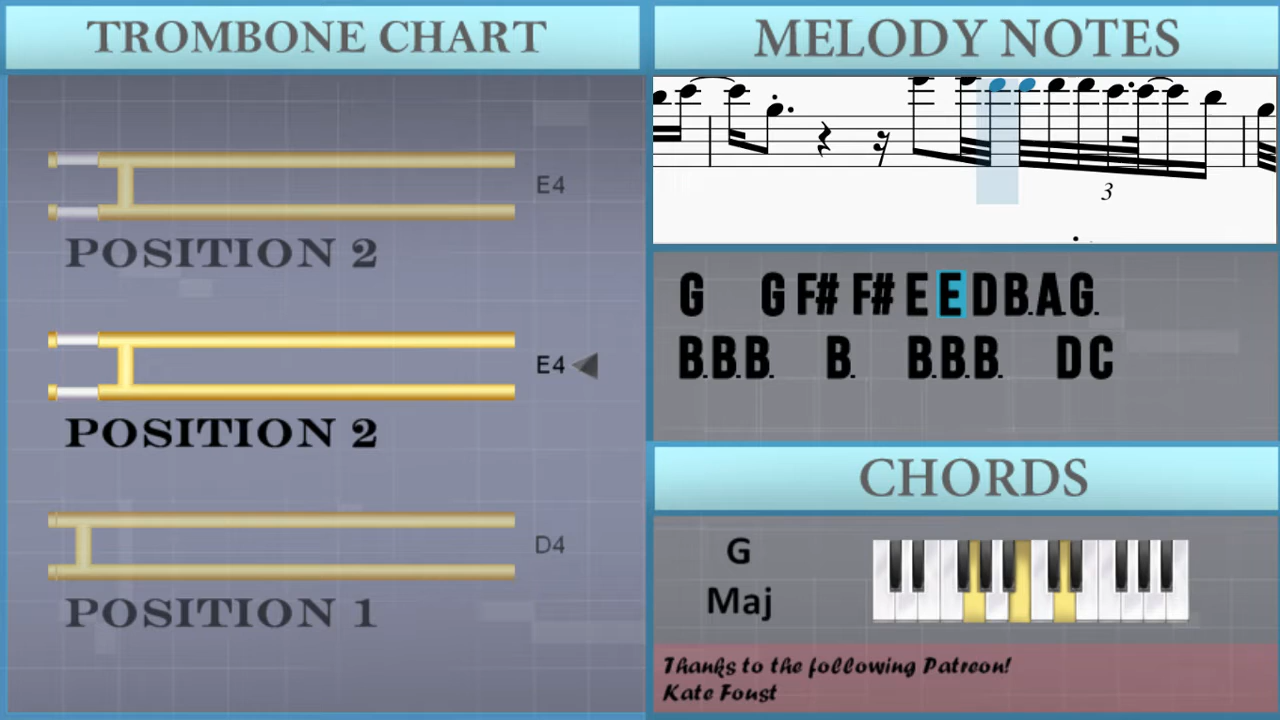 TROMBONE CHART
E4
POSITION 2
E4
POSITION 2
D4
POSITION 1
MELODY NOTES
3
G G F# F# E E D B. A. G.
B. B. B. B. B. B. B. D C
CHORDS
G
Maj
Thanks to the following Patreon!
Kate Foust